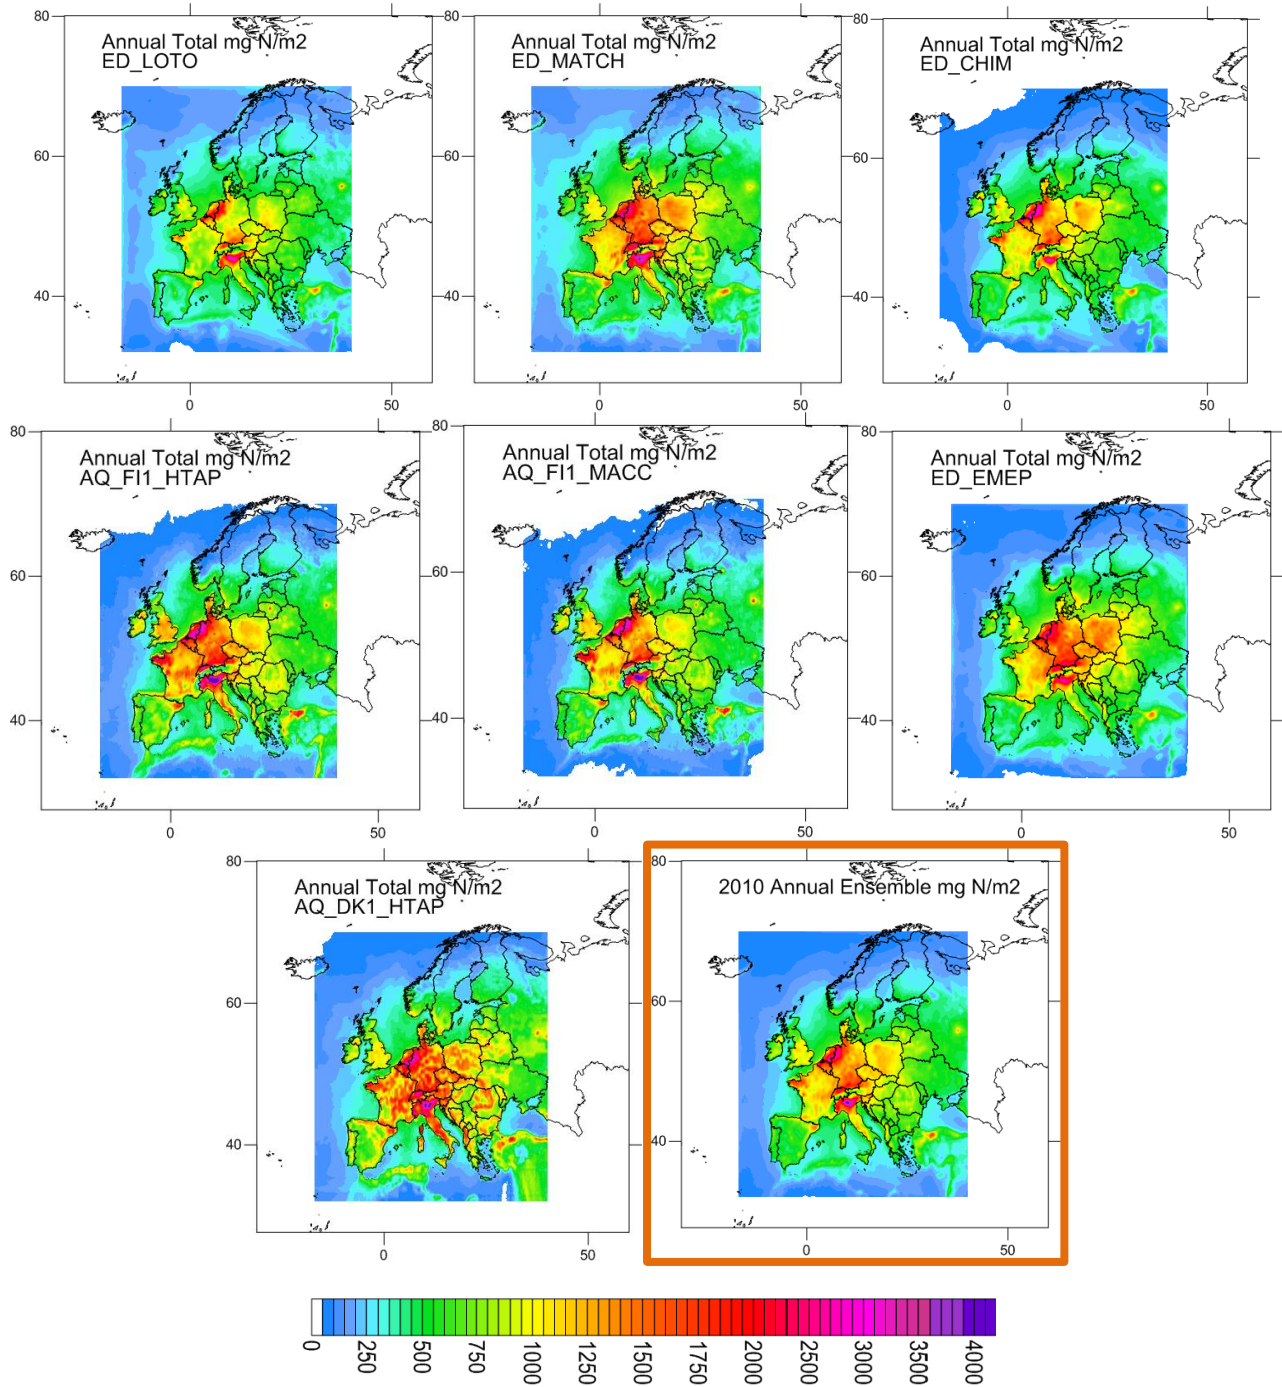 80
Annual Total mg N/m2
ED_LOTO
60
40
0
50
80
Annual Total mg N/m2
ED_MATCH
60
40
0
50
80
Annual Total mg N/m2
ED_CHIM
60
40
0
50
80
Annual Total mg N/m2
AQ_FI1_HTAP
60
40
0
50
80
Annual Total mg N/m2
AQ_FI1_MACC
60
40
0
50
80
Annual Total mg N/m2
ED_EMEP
60
40
0
50
80
Annual Total mg N/m2
AQ_DK1_HTAP
60
40
0
50
80
2010 Annual Ensemble mg N/m2
60
40
0
50
0 250 500 750 1000 1250 1500 1750 2000 2500 3000 3500 4000